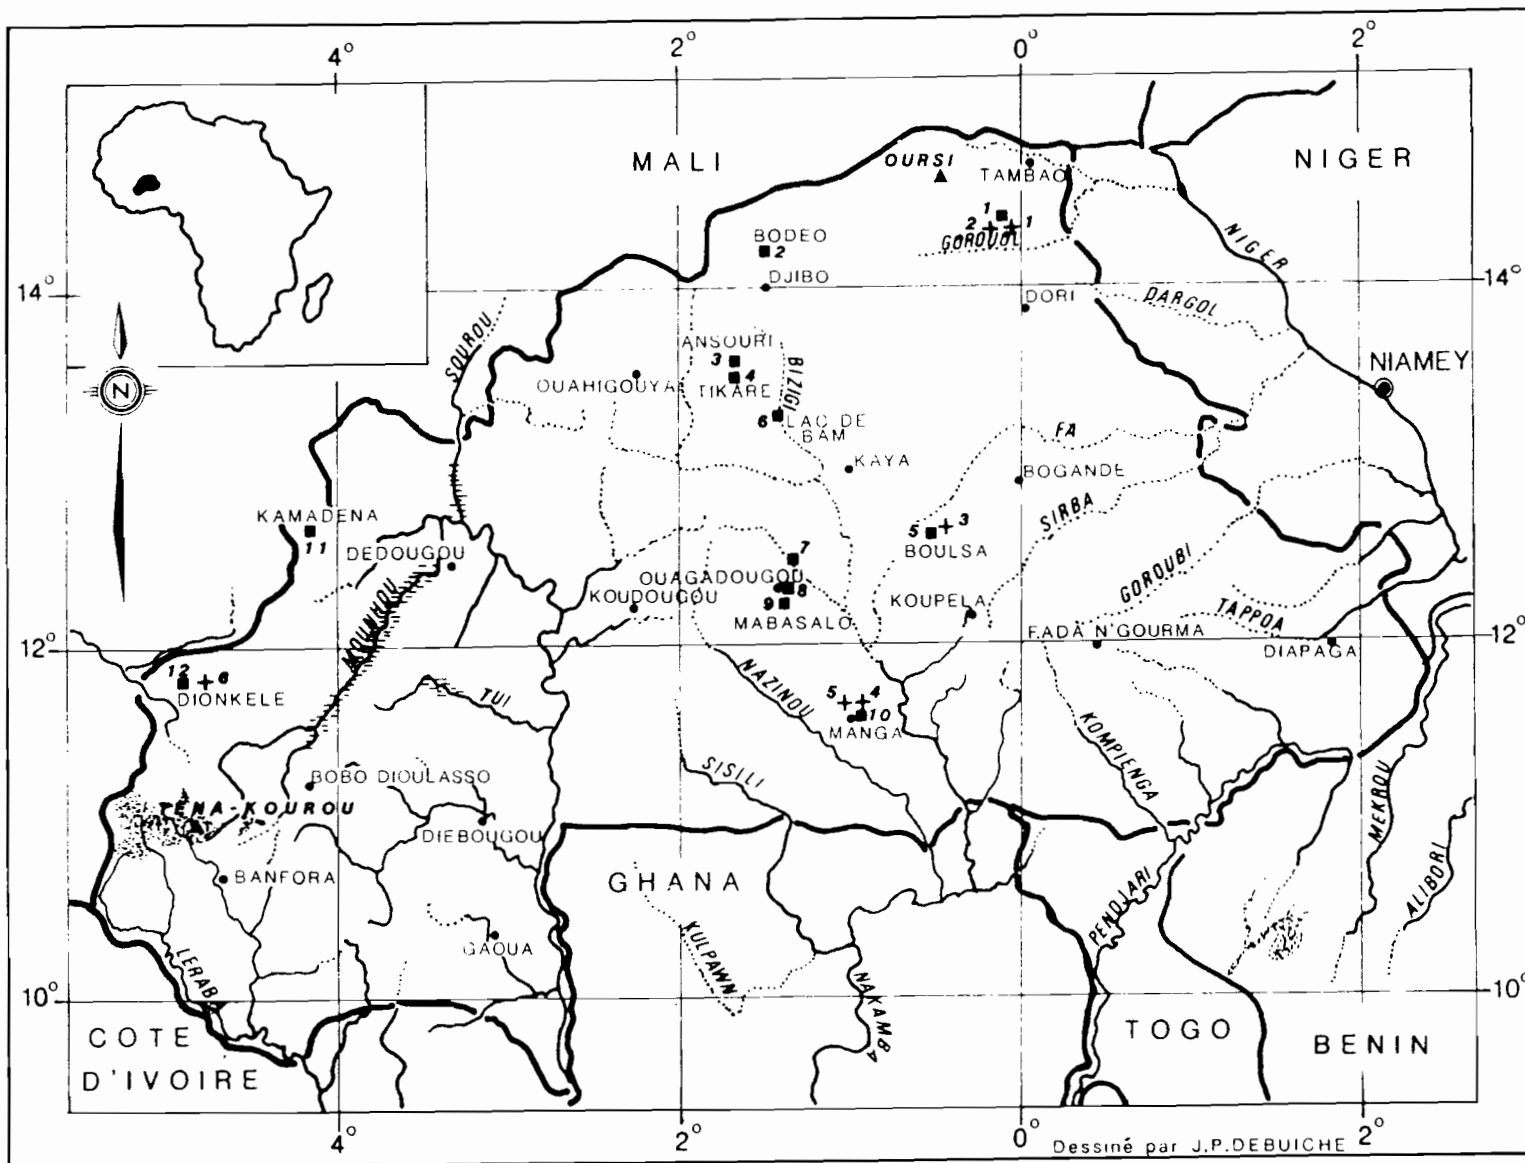 4° 2° 0° 2°
MALI
NIGER
OURSI
TAMBAO
1
2 1
GOROUOL
BODEO
2
DJIBO
NIGER
14° 14°
DORI
DARGOL
SOUROU
ANSOURI
3
BIZIGI
NIAMEY
N
OUAHIGOUYA
4
TIKARE
6 LAC DE
BAM
FA
KAYA
BOGANDE
KAMADENA
11
SIRBA
5 3
BOULSA
DEDOUGOU
7
OUAGADOUGOU
8
KOUDOUGOU
9
MABASALO
KOUPELA
GOROUBI
TAPPOA
FADA N'GOURMA
DIAPAGA
MOUNHOU
12° 12°
12 6
DIONKELE
TUI
NAZINOU
5 4
10
MANGA
KOMPIENGA
SISILI
BOBO DIOULASSO
TENA-KOUROU
DIEBOUGOU
MEKROU
BANFORA
GHANA
PENDJARI
ALIBORI
GAOUA
KULPAWN
LERAB
NAKAMBA
10° 10°
COTE
D'IVOIRE
TOGO
BENIN
4° 2° 0° 2°
Dessiné par J.P.DEBUICHE